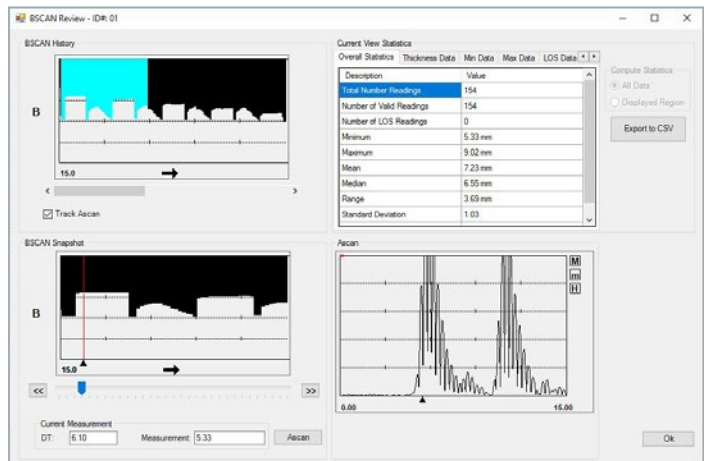 BSCAN Review - ID#: 01
BSCAN History
B
15.0
Track Ascan
Current View Statistics
Overall Statistics Thickness Data Min Data Max Data LOS Data
Description Value
Total Number Readings 154
Number of Valid Readings 154
Number of LOS Readings 0
Minimum 5.33 mm
Maximum 9.02 mm
Mean 7.23 mm
Median 6.55 mm
Range 3.69 mm
Standard Deviation 1.03
Compute Statistics
All Data
Displayed Region
Export to CSV
BSCAN Snapshot
B
15.0
<< >>
Current Measurement
DT: 6.10 Measurement: 5.33 Ascan
Ascan
M
m
H
0.00 15.00
Ok